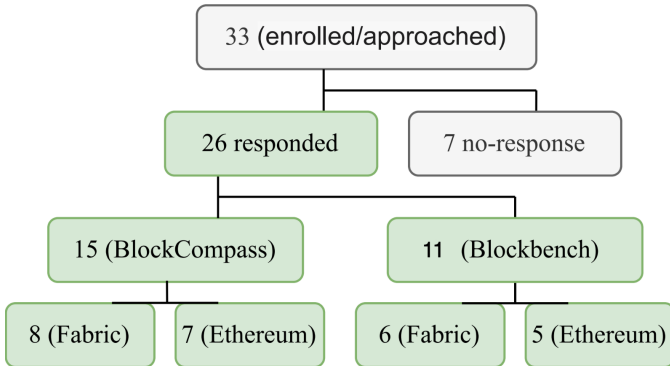 33 (enrolled/approached)
26 responded
7 no-response
15 (BlockCompass)
11 (Blockbench)
8 (Fabric)
7 (Ethereum)
6 (Fabric)
5 (Ethereum)